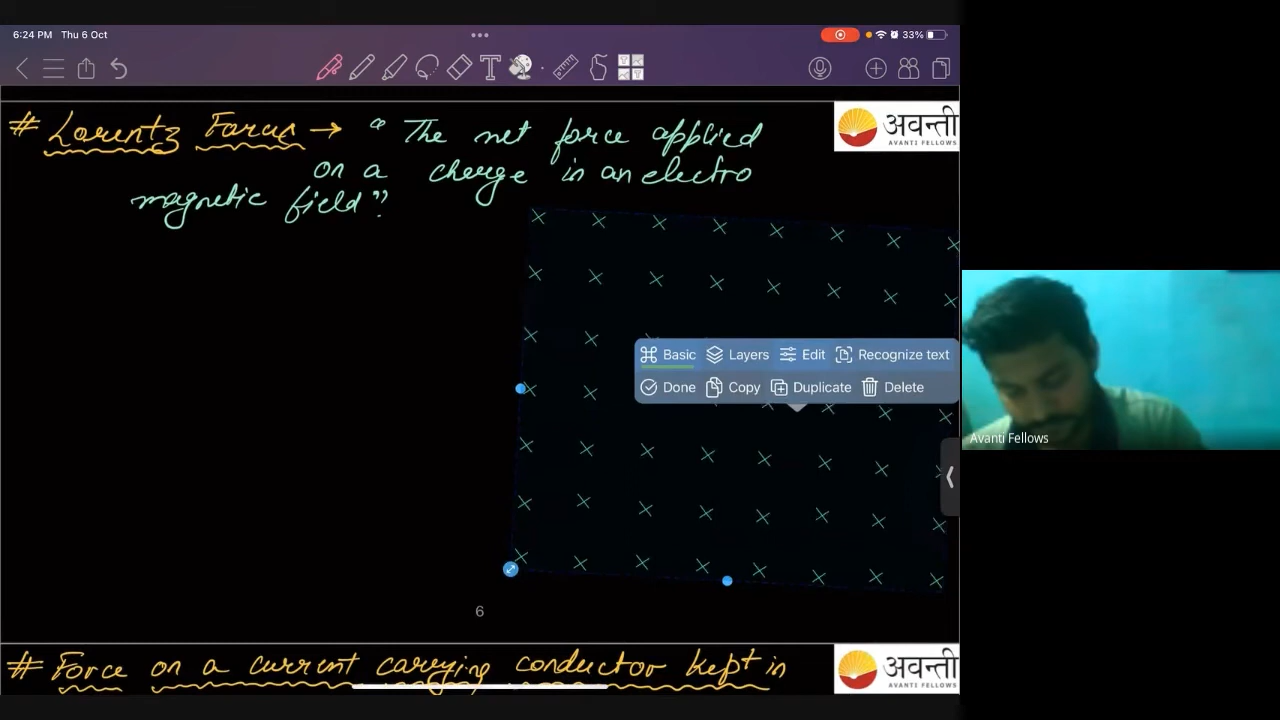 6:24 PM Thu 6 Oct
33%
# Lorentz Force → " The net force applied
on a charge in an electro
magnetic field"
अवन्ती
AVANTI FELLOWS
Basic Layers Edit Recognize text
Done Copy Duplicate Delete
Avanti Fellows
6
# Force on a current carrying conductor kept in
अवन्ती
AVANTI FELLOWS